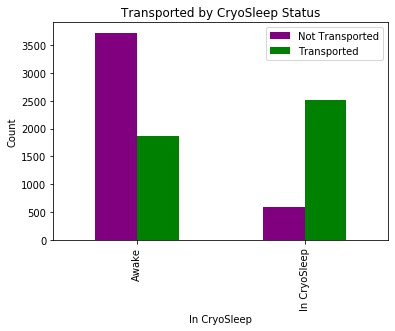 Transported by CryoSleep Status
Not Transported
Transported
3500
3000
2500
2000
1500
1000
500
0
Count
Awake
In CryoSleep
In CryoSleep